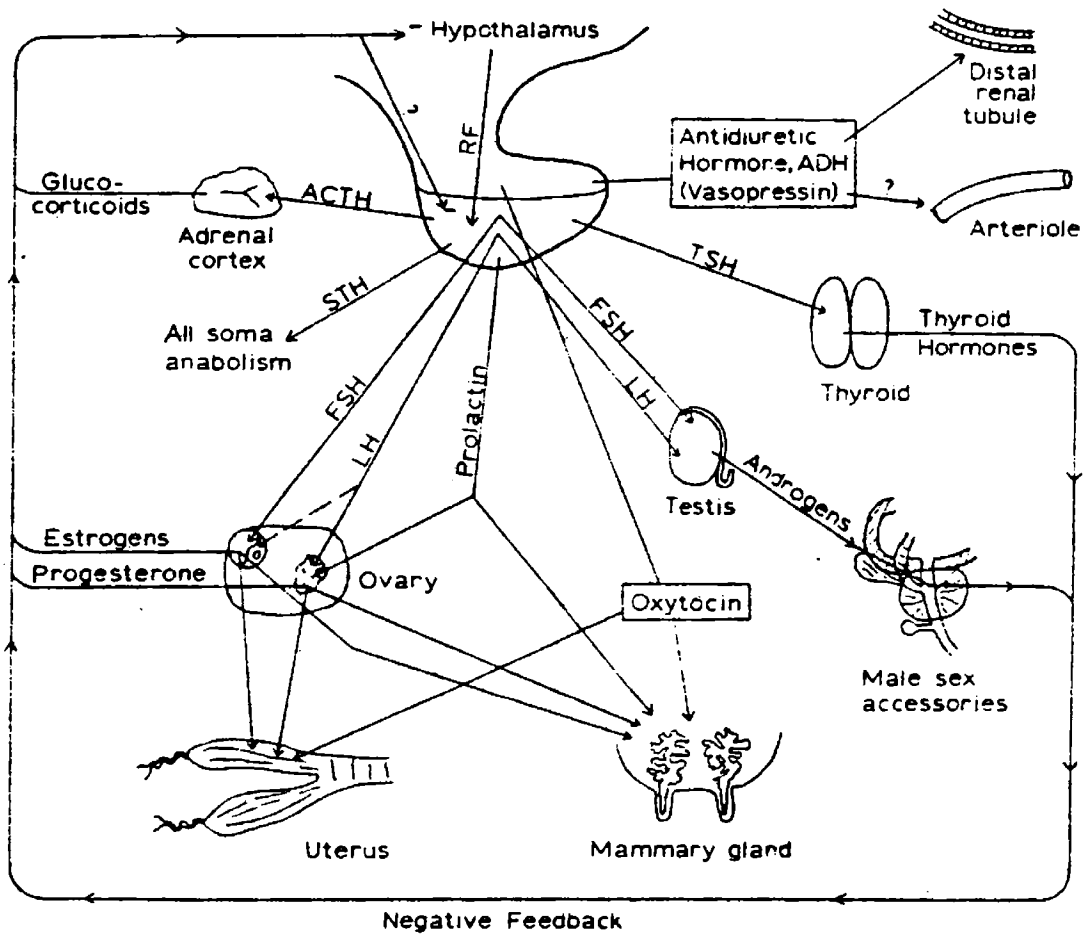 - Hypothalamus
Distal
renal
tubule
?
RF
Antidiuretic
Hormone, ADH
(Vasopressin)
?
Arteriole
Gluco-
corticoids
ACTH
Adrenal
cortex
TSH
STH
All soma
anabolism
FSH
LH
Prolactin
FSH
LH
Thyroid
Hormones
Thyroid
Testis
Androgens
Estrogens
Progesterone
Ovary
Oxytocin
Male sex
accessories
Uterus
Mammary gland
Negative Feedback